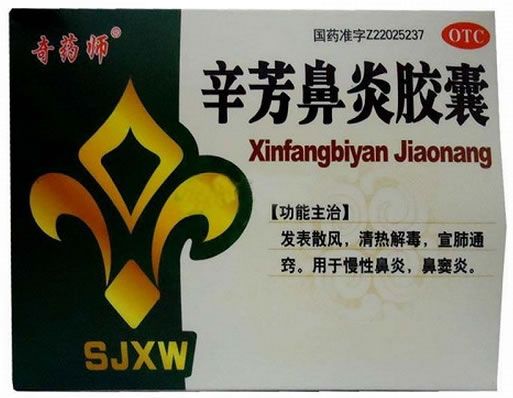 奇药师®
国药准字Z22025237
OTC
辛芳鼻炎胶囊
Xinfangbiyan Jiaonang
【功能主治】
发表散风，清热解毒，宣肺通
窍。用于慢性鼻炎，鼻窦炎。
SJXW